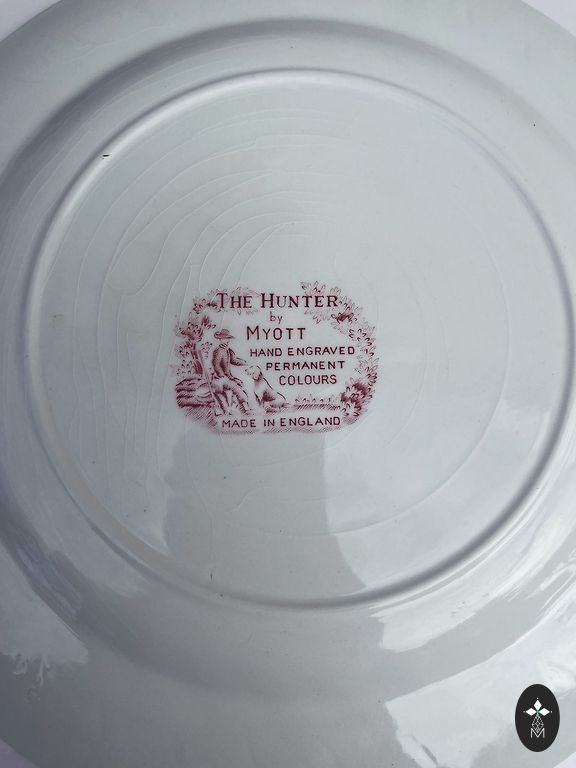 THE HUNTER
by
MYOTT
HAND ENGRAVED
PERMANENT
COLOURS
MADE IN ENGLAND
M